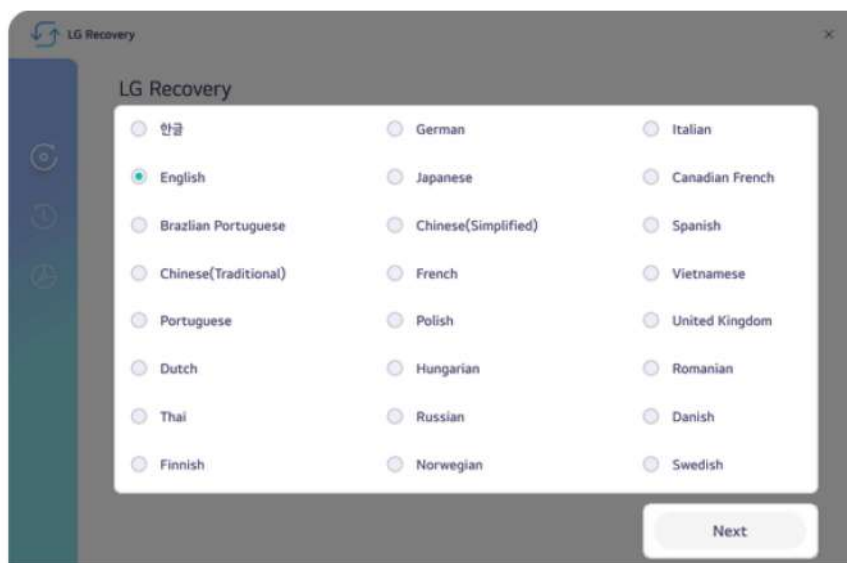 LG Recovery
LG Recovery
한글 German Italian
English Japanese Canadian French
Brazlian Portuguese Chinese(Simplified) Spanish
Chinese(Traditional) French Vietnamese
Portuguese Polish United Kingdom
Dutch Hungarian Romanian
Thai Russian Danish
Finnish Norwegian Swedish
Next